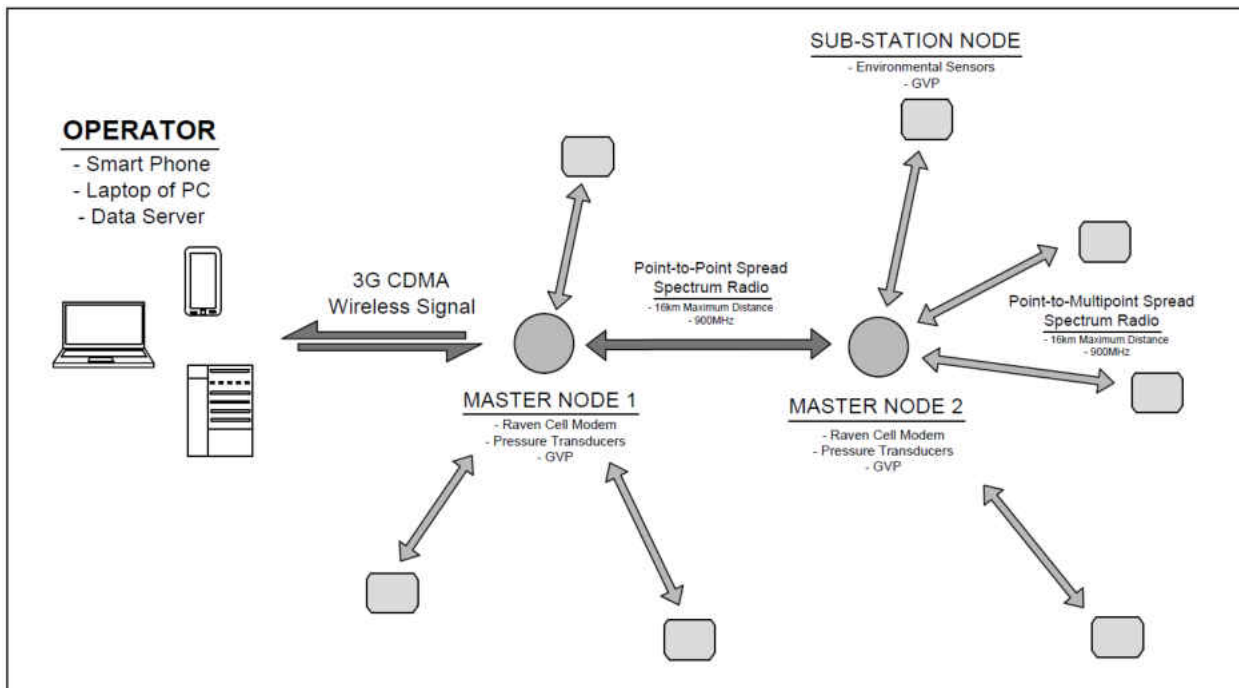 OPERATOR
- Smart Phone
- Laptop of PC
- Data Server
3G CDMA
Wireless Signal
MASTER NODE 1
- Raven Cell Modem
- Pressure Transducers
- GVP
Point-to-Point Spread
Spectrum Radio
- 16km Maximum Distance
- 900MHz
SUB-STATION NODE
- Environmental Sensors
- GVP
MASTER NODE 2
- Raven Cell Modem
- Pressure Transducers
- GVP
Point-to-Multipoint Spread
Spectrum Radio
- 16km Maximum Distance
- 900MHz